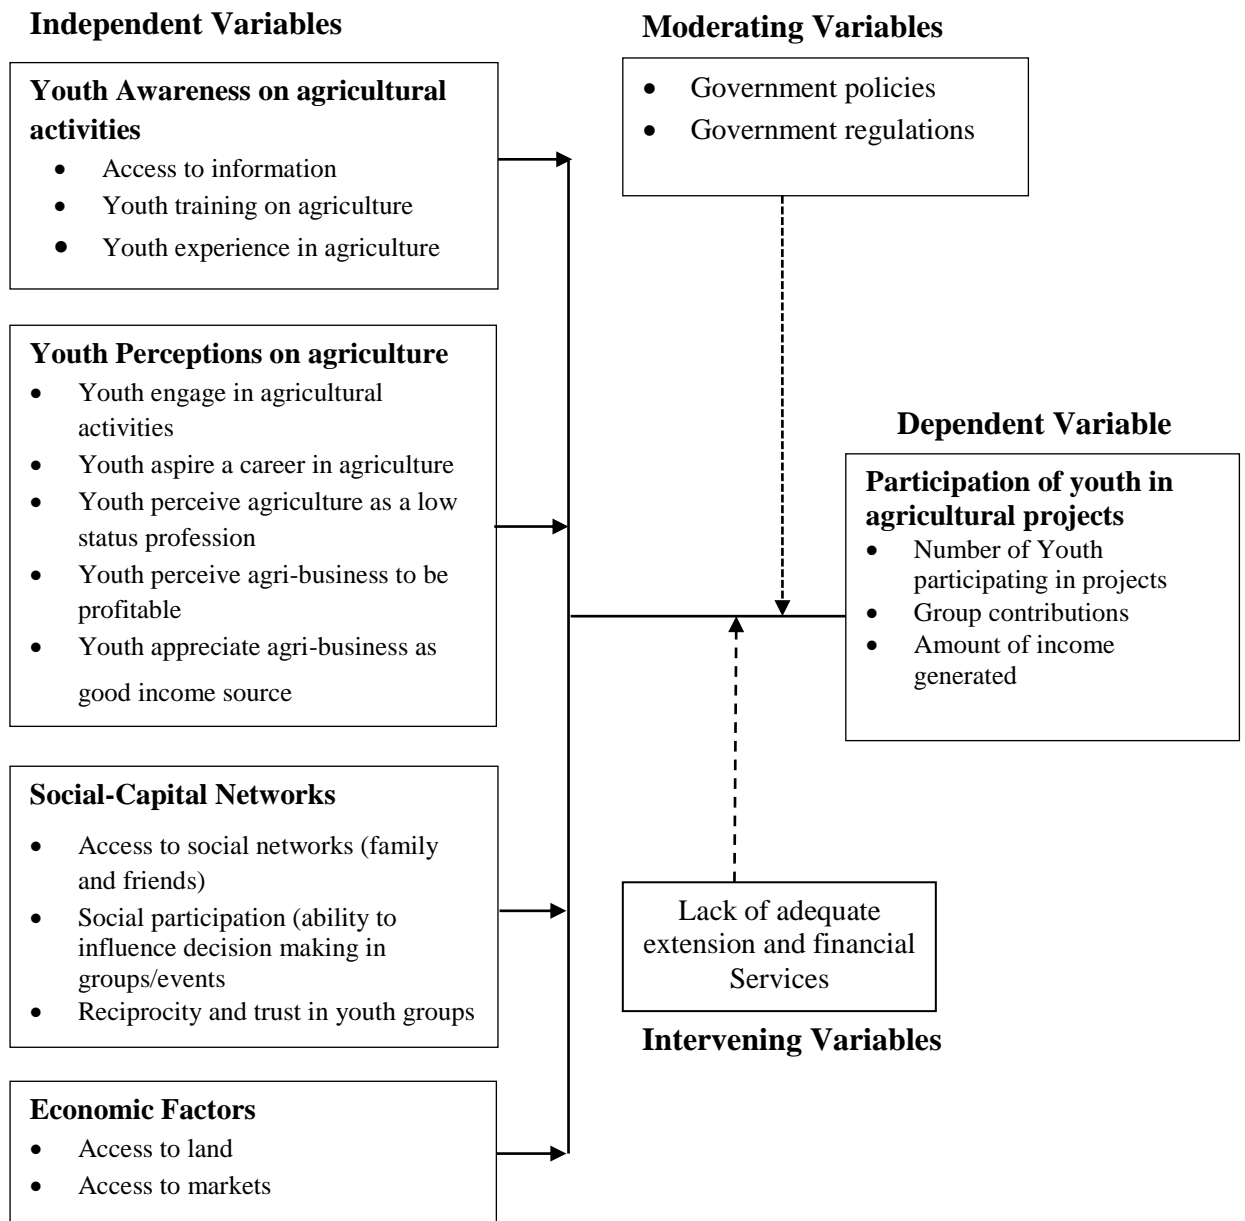 Independent Variables
Youth Awareness on agricultural
activities
• Access to information
• Youth training on agriculture
• Youth experience in agriculture
Youth Perceptions on agriculture
• Youth engage in agricultural
activities
• Youth aspire a career in agriculture
• Youth perceive agriculture as a low
status profession
• Youth perceive agri-business to be
profitable
• Youth appreciate agri-business as
good income source
Social-Capital Networks
• Access to social networks (family
and friends)
• Social participation (ability to
influence decision making in
groups/events
• Reciprocity and trust in youth groups
Economic Factors
• Access to land
• Access to markets
Moderating Variables
• Government policies
• Government regulations
Dependent Variable
Participation of youth in
agricultural projects
• Number of Youth
participating in projects
• Group contributions
• Amount of income
generated
Lack of adequate
extension and financial
Services
Intervening Variables